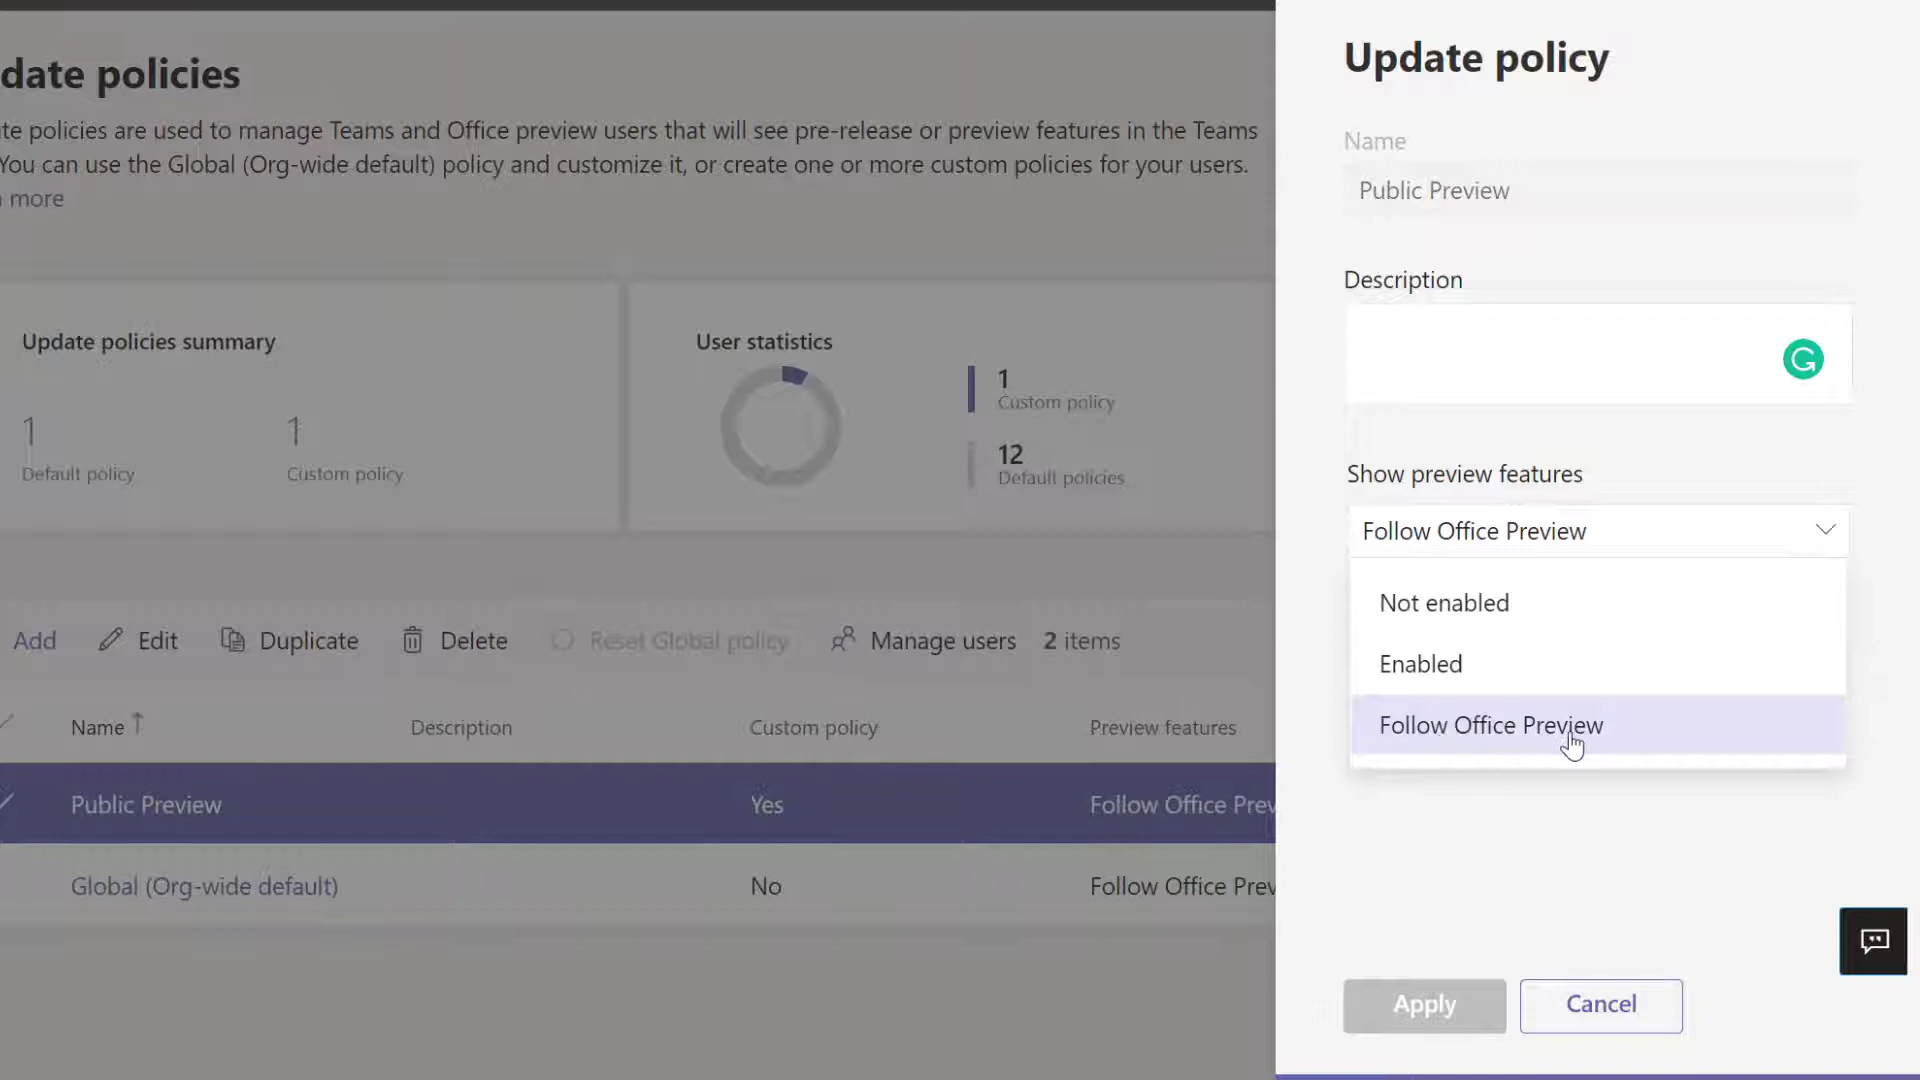 date policies
te policies are used to manage Teams and Office preview users that will see pre-release or preview features in the Teams
You can use the Global (Org-wide default) policy and customize it, or create one or more custom policies for your users.
more
Update policies summary
1
Default policy
1
Custom policy
User statistics
1
Custom policy
12
Default policies
Add
Edit
Duplicate
Delete
Reset Global policy
Manage users
2 items
Name
Description
Custom policy
Preview features
Public Preview
Yes
Follow Office Prev
Global (Org-wide default)
No
Follow Office Prev
Update policy
Name
Public Preview
Description
Show preview features
Follow Office Preview
Not enabled
Enabled
Follow Office Preview
Apply
Cancel